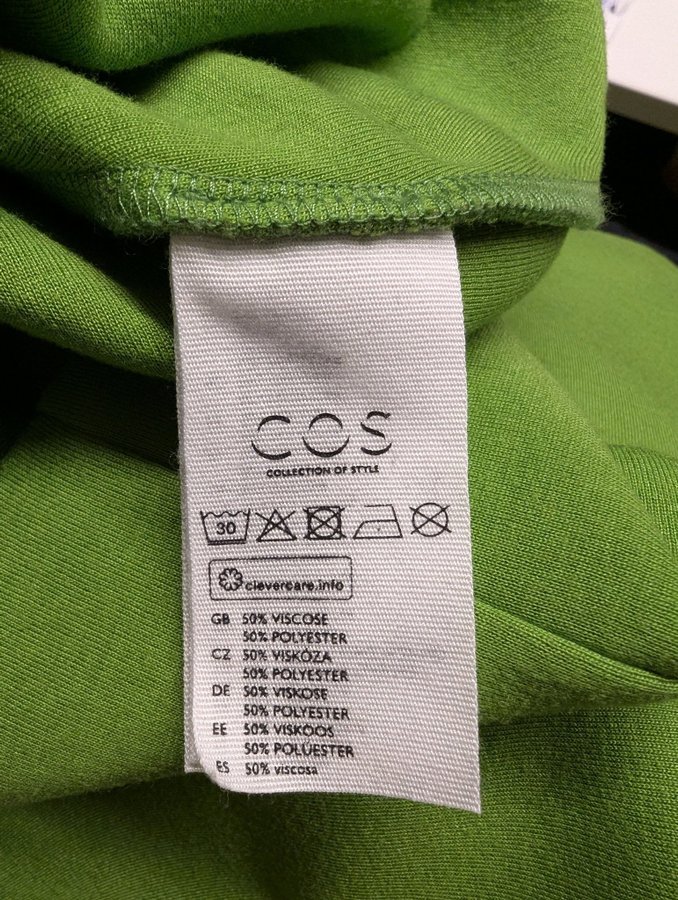 COS
COLLECTION OF STYLE
30
clevercare.info
GB 50% VISCOSE
50% POLYESTER
CZ 50% VISKÓZA
50% POLYESTER
DE 50% VISKOSE
50% POLYESTER
EE 50% VISKOOS
50% POLÜESTER
ES 50% viscosa